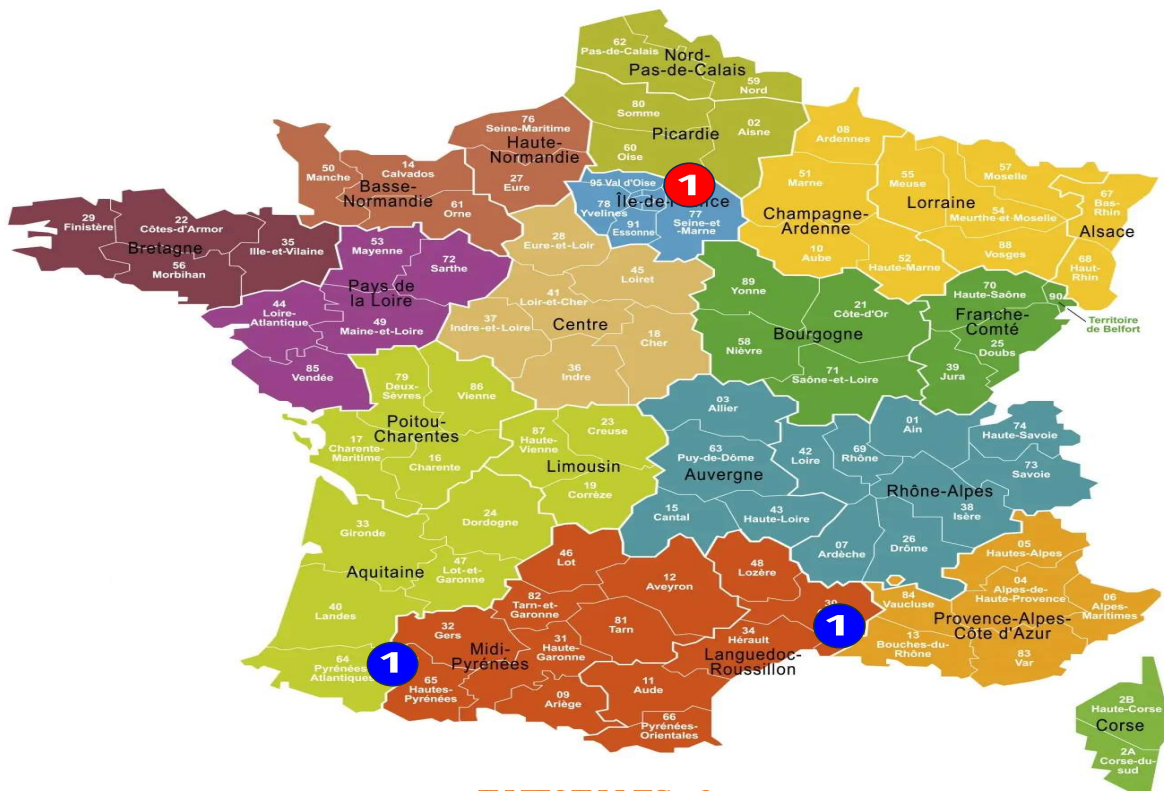 62
Pas-de-Calais
Nord-
Pas-de-Calais
59
Nord
80
Somme
Picardie
02
Aisne
60
Oise
76
Seine-Maritime
Haute-
Normandie
27
Eure
50
Manche
14
Calvados
Basse-
Normandie
61
Orne
08
Ardennes
51
Marne
Champagne-
Ardenne
10
Aube
52
Haute-Marne
55
Meuse
57
Moselle
Lorraine
54
Meurthe-et-Moselle
88
Vosges
67
Bas-
Rhin
Alsace
68
Haut-
Rhin
95 Val d'Oise
1
78
Yvelines
91
Essonne
77
Seine-et
-Marne
29
Finistère
22
Côtes-d'Armor
Bretagne
35
Ille-et-Vilaine
56
Morbihan
53
Mayenne
72
Sarthe
Pays de
la Loire
44
Loire-
Atlantique
49
Maine-et-Loire
85
Vendée
28
Eure-et-Loir
45
Loiret
41
Loir-et-Cher
37
Indre-et-Loire
Centre
18
Cher
36
Indre
89
Yonne
21
Côte-d'Or
Bourgogne
58
Nièvre
71
Saône-et-Loire
70
Haute-Saône
90
Territoire
de Belfort
Franche-
Comté
25
Doubs
39
Jura
79
Deux-
Sèvres
86
Vienne
Poitou-
Charentes
17
Charente-
Maritime
16
Charente
87
Haute-
Vienne
23
Creuse
Limousin
19
Corrèze
03
Allier
63
Puy-de-Dôme
Auvergne
15
Cantal
43
Haute-Loire
01
Ain
74
Haute-Savoie
42
Loire
69
Rhône
73
Savoie
Rhône-Alpes
38
Isère
07
Ardèche
26
Drôme
33
Gironde
24
Dordogne
47
Lot-et-
Garonne
Aquitaine
40
Landes
64
Pyrénées
Atlantiques
1
46
Lot
12
Aveyron
82
Tarn-et-
Garonne
32
Gers
81
Tarn
31
Haute-
Garonne
Midi-
Pyrénées
65
Hautes-
Pyrénées
09
Ariège
48
Lozère
30
1
34
Hérault
Languedoc-
Roussillon
11
Aude
66
Pyrénées-
Orientales
05
Hautes-Alpes
04
Alpes-de-
Haute-Provence
06
Alpes-
Maritimes
84
Vaucluse
Provence-Alpes-
Côte d'Azur
13
Bouches-du-
Rhône
83
Var
2B
Haute-Corse
Corse
2A
Corse-du-
sud